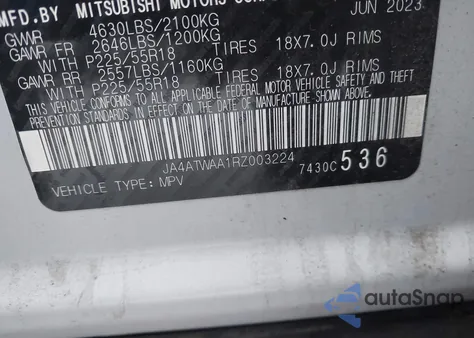 MFD.BY MITSUBISHI MOTORS
JUN 2023
GVWR 4630LBS/2100KG
GAWR FR 2646LBS/1200KG
WITH P225/55R18 TIRES 18X7.0J RIMS
GAWR RR 2557LBS/1160KG
WITH P225/55R18 TIRES 18X7.0J RIMS
THIS VEHICLE CONFORMS TO ALL APPLICABLE FEDERAL MOTOR VEHICLE SAFETY AND THEFT
PREVENTION STANDARDS IN EFFECT ON THE DATE OF MANUFACTURE SHOWN ABOVE.
JA4ATWAA1RZ003224 7430C 536
VEHICLE TYPE: MPV
autoSnap